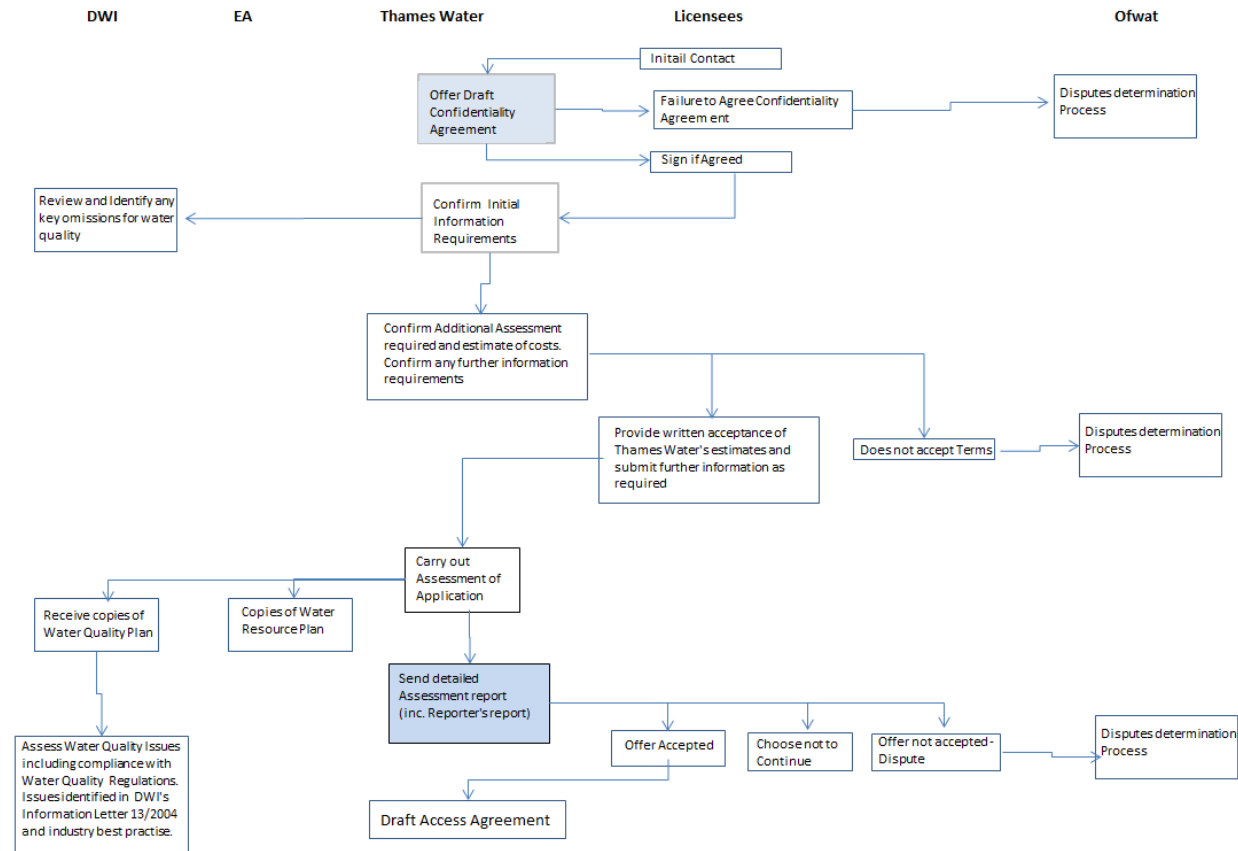 DWI
EA
Thames Water
Licensees
Ofwat
Initail Contact
Offer Draft
Confidentiality
Agreement
Failure to Agree Confidentiality
Agreement
Disputes determination
Process
Sign if Agreed
Review and Identify any
key omissions for water
quality
Confirm Initial
Information
Requirements
Confirm Additional Assessment
required and estimate of costs.
Confirm any further information
requirements
Provide written acceptance of
Thames Water's estimates and
submit further information as
required
Does not accept Terms
Disputes determination
Process
Carry out
Assessment of
Application
Receive copies of
Water Quality Plan
Copies of Water
Resource Plan
Send detailed
Assessment report
(inc. Reporter's report)
Offer Accepted
Choose not to
Continue
Offer not accepted-
Dispute
Disputes determination
Process
Assess Water Quality Issues
including compliance with
Water Quality Regulations.
Issues identified in DWI's
Information Letter 13/2004
and industry best practise.
Draft Access Agreement